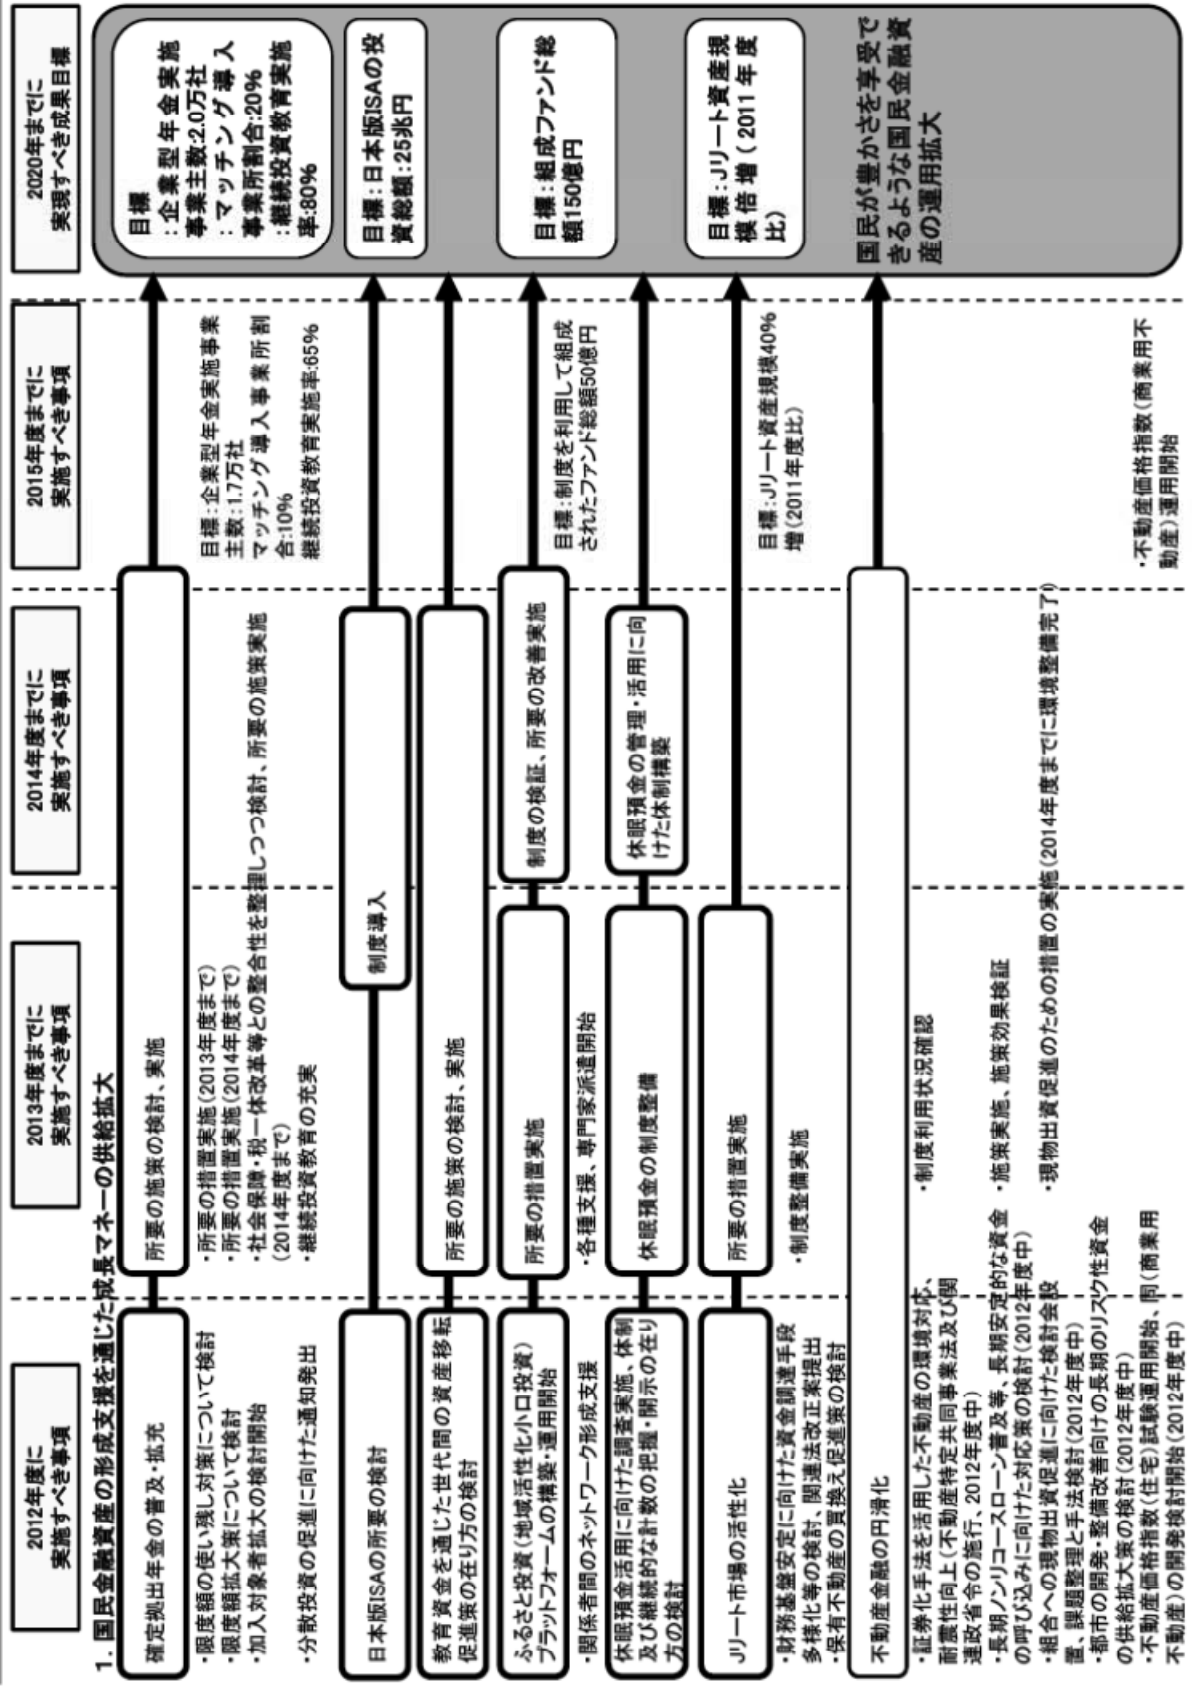 2012年度に
実施すべき事項
2013年度までに
実施すべき事項
2014年度までに
実施すべき事項
2015年度までに
実施すべき事項
2020年までに
実現すべき成果目標
1. 国民金融資産の形成支援を通じた成長マネーの供給拡大
確定拠出年金の普及・拡充
・限度額の使い残し対策について検討
・限度額拡大策について検討
・加入対象者拡大の検討開始
・分散投資の促進に向けた通知発出
所要の施策の検討、実施
・所要の措置実施(2013年度まで)
・所要の措置実施(2014年度まで)
・社会保障・税一体改革等との整合性を整理しつつ検討、所要の施策実施
(2014年度まで)
・継続投資教育の充実
目標:企業型年金実施事業
主数:1.7万社
マッチング導入事業所割
合:10%
継続投資教育実施率:65%
目標
:企業型年金実施
事業主数:2.0万社
:マッチング導入
事業所割合:20%
:継続投資教育実施
率:80%
日本版ISAの所要の検討
制度導入
目標:日本版ISAの投
資総額:25兆円
教育資金を通じた世代間の資産移転
促進策の在り方の検討
所要の施策の検討、実施
ふるさと投資(地域活性化小口投資)
プラットフォームの構築・運用開始
・関係者間のネットワーク形成支援
所要の措置実施
・各種支援、専門家派遣開始
制度の検証、所要の改善実施
目標:制度を利用して組成
されたファンド総額50億円
目標:組成ファンド総
額150億円
休眠預金活用に向けた調査実施、体制
及び継続的な計数の把握・開示の在り
方の検討
休眠預金の制度整備
休眠預金の管理・活用に向
けた体制構築
Jリート市場の活性化
・財務基盤安定に向けた資金調達手段
多様化等の検討、関連法改正案提出
・保有不動産の買換え促進策の検討
所要の措置実施
・制度整備実施
目標:Jリート資産規模40%
増(2011年度比)
目標:Jリート資産規
模倍増(2011年度
比)
不動産金融の円滑化
・証券化手法を活用した不動産の環境対応、
耐震性向上(不動産特定共同事業法及び関
連政省令の施行、2012年度中)
・長期ノンリコースローン普及等、長期安定的な資金
の呼び込みに向けた対応策の検討(2012年度中)
・組合への現物出資促進に向けた検討会設
置、課題整理と手法検討(2012年度中)
・都市の開発・整備改善向けの長期のリスク性資金
の供給拡大策の検討(2012年度中)
・不動産価格指数(住宅)試験運用開始、同(商業用
不動産)の開発検討開始(2012年度中)
・制度利用状況確認
・施策実施、施策効果検証
・現物出資促進のための措置の実施(2014年度までに環境整備完了)
・不動産価格指数(商業用不
動産)運用開始
国民が豊かさを享受で
きるような国民金融資
産の運用拡大